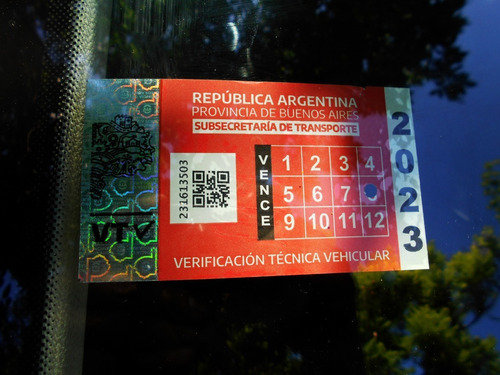 REPÚBLICA ARGENTINA
PROVINCIA DE BUENOS AIRES
SUBSECRETARÍA DE TRANSPORTE
231613503
VENCE
1 2 3 4
5 6 7
9 10 11 12
2023
VTV
VERIFICACIÓN TÉCNICA VEHICULAR